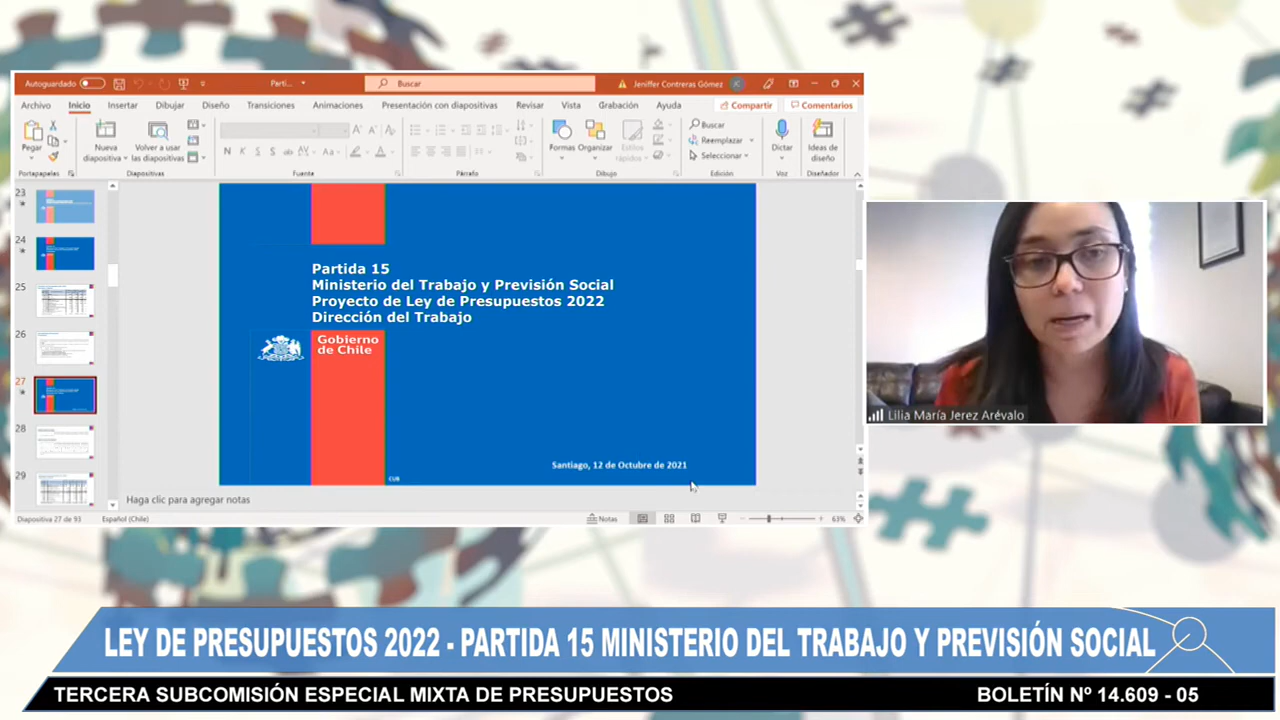 Autoguardado
Parti...
Buscar
Jeniffer Contreras Gómez
Archivo Inicio Insertar Dibujar Diseño Transiciones Animaciones Presentación con diapositivas Revisar Vista Grabación Ayuda Compartir Comentarios
Pegar
Nueva diapositiva
Volver a usar las diapositivas
N K S S ab AV Aa A
Formas Organizar Estilos rápidos
Buscar
Reemplazar
Seleccionar
Dictar
Ideas de diseño
Portapapeles Diapositivas Fuente Párrafo Dibujo Edición Voz Diseñador
23
24
25
26
27
28
29
Partida 15
Ministerio del Trabajo y Previsión Social
Proyecto de Ley de Presupuestos 2022
Dirección del Trabajo
Gobierno
de Chile
Santiago, 12 de Octubre de 2021
CUB
Haga clic para agregar notas
Diapositiva 27 de 93 Español (Chile) Notas 63%
Lilia María Jerez Arévalo
LEY DE PRESUPUESTOS 2022 - PARTIDA 15 MINISTERIO DEL TRABAJO Y PREVISIÓN SOCIAL
TERCERA SUBCOMISIÓN ESPECIAL MIXTA DE PRESUPUESTOS BOLETÍN Nº 14.609 - 05